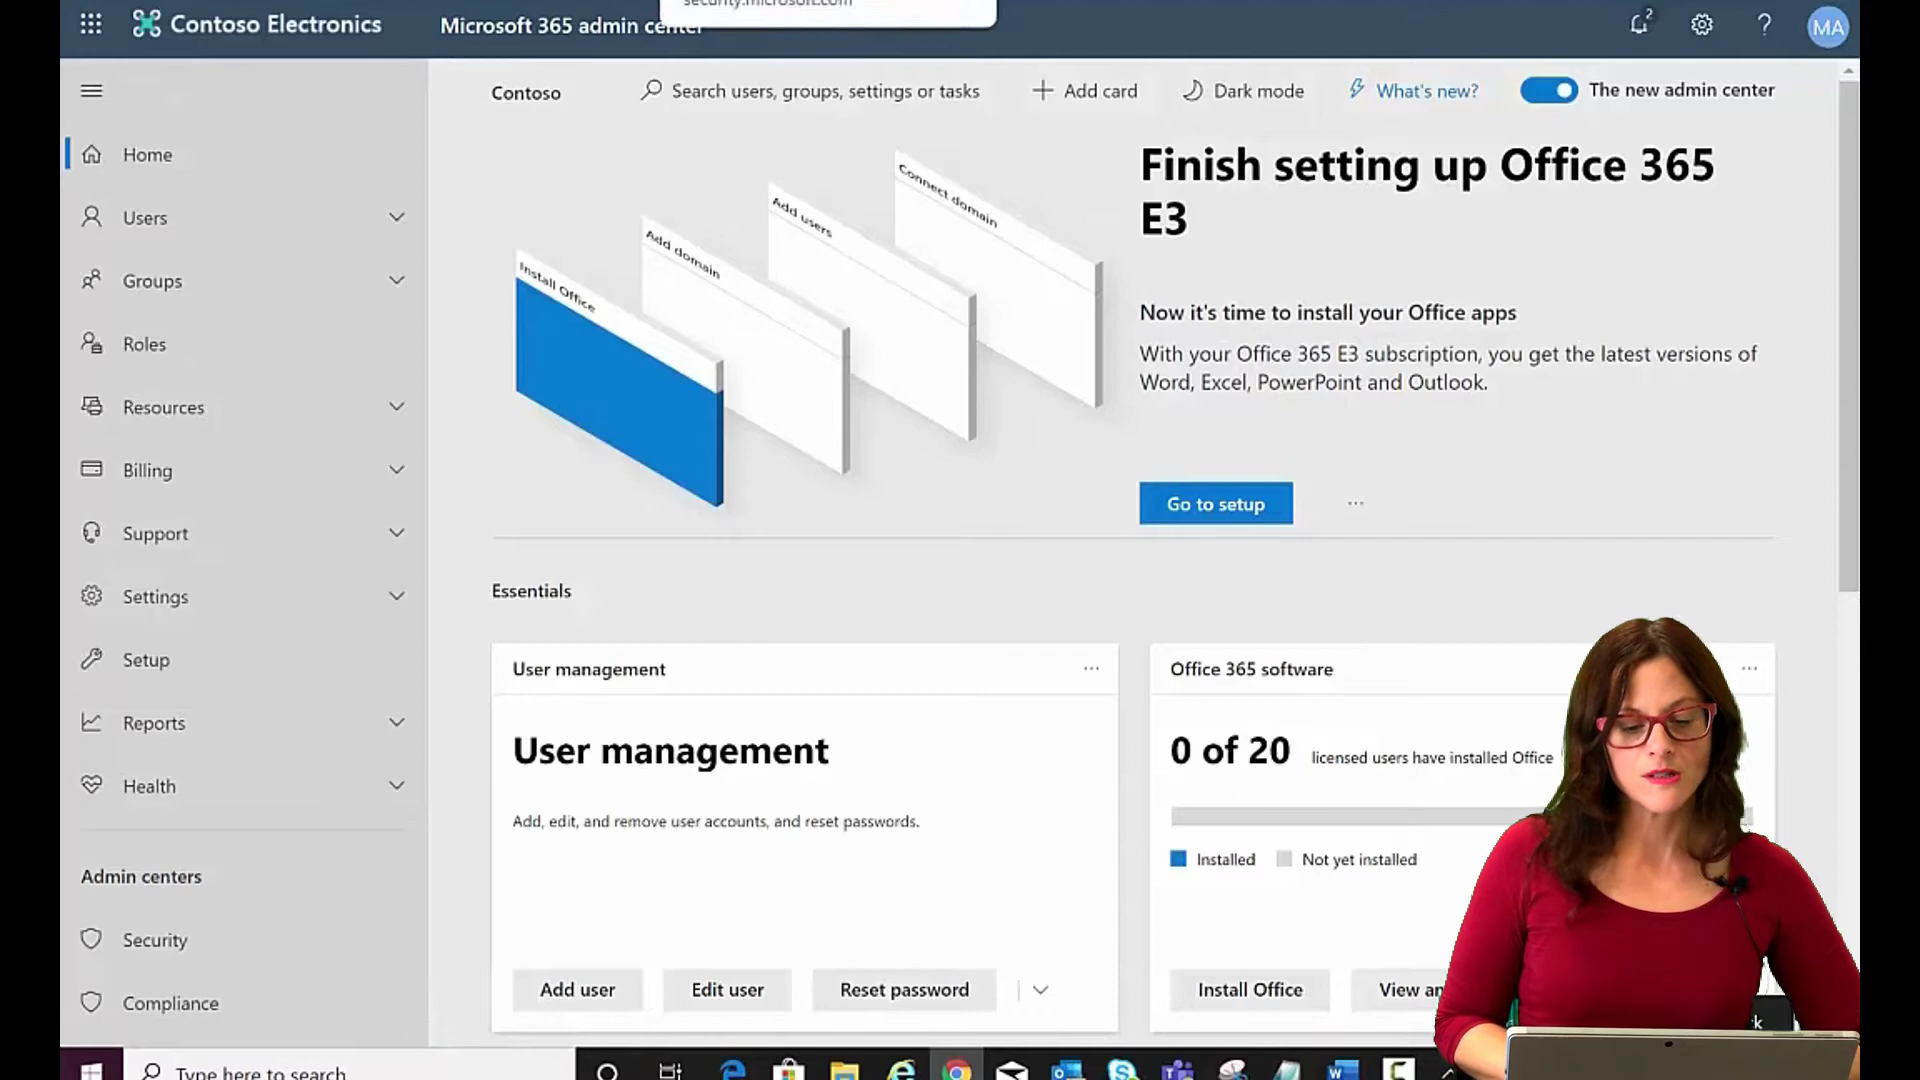 security.microsoft.com
Contoso Electronics
Microsoft 365 admin center
2
MA
Contoso
Search users, groups, settings or tasks
Add card
Dark mode
What's new?
The new admin center
Home
Users
Groups
Roles
Resources
Billing
Support
Settings
Setup
Reports
Health
Admin centers
Security
Compliance
Install Office
Add domain
Add users
Connect domain
Finish setting up Office 365
E3
Now it's time to install your Office apps
With your Office 365 E3 subscription, you get the latest versions of
Word, Excel, PowerPoint and Outlook.
Go to setup
Essentials
User management
User management
Add, edit, and remove user accounts, and reset passwords.
Add user
Edit user
Reset password
Office 365 software
0 of 20 licensed users have installed Office
Installed
Not yet installed
Install Office
View
Type here to search